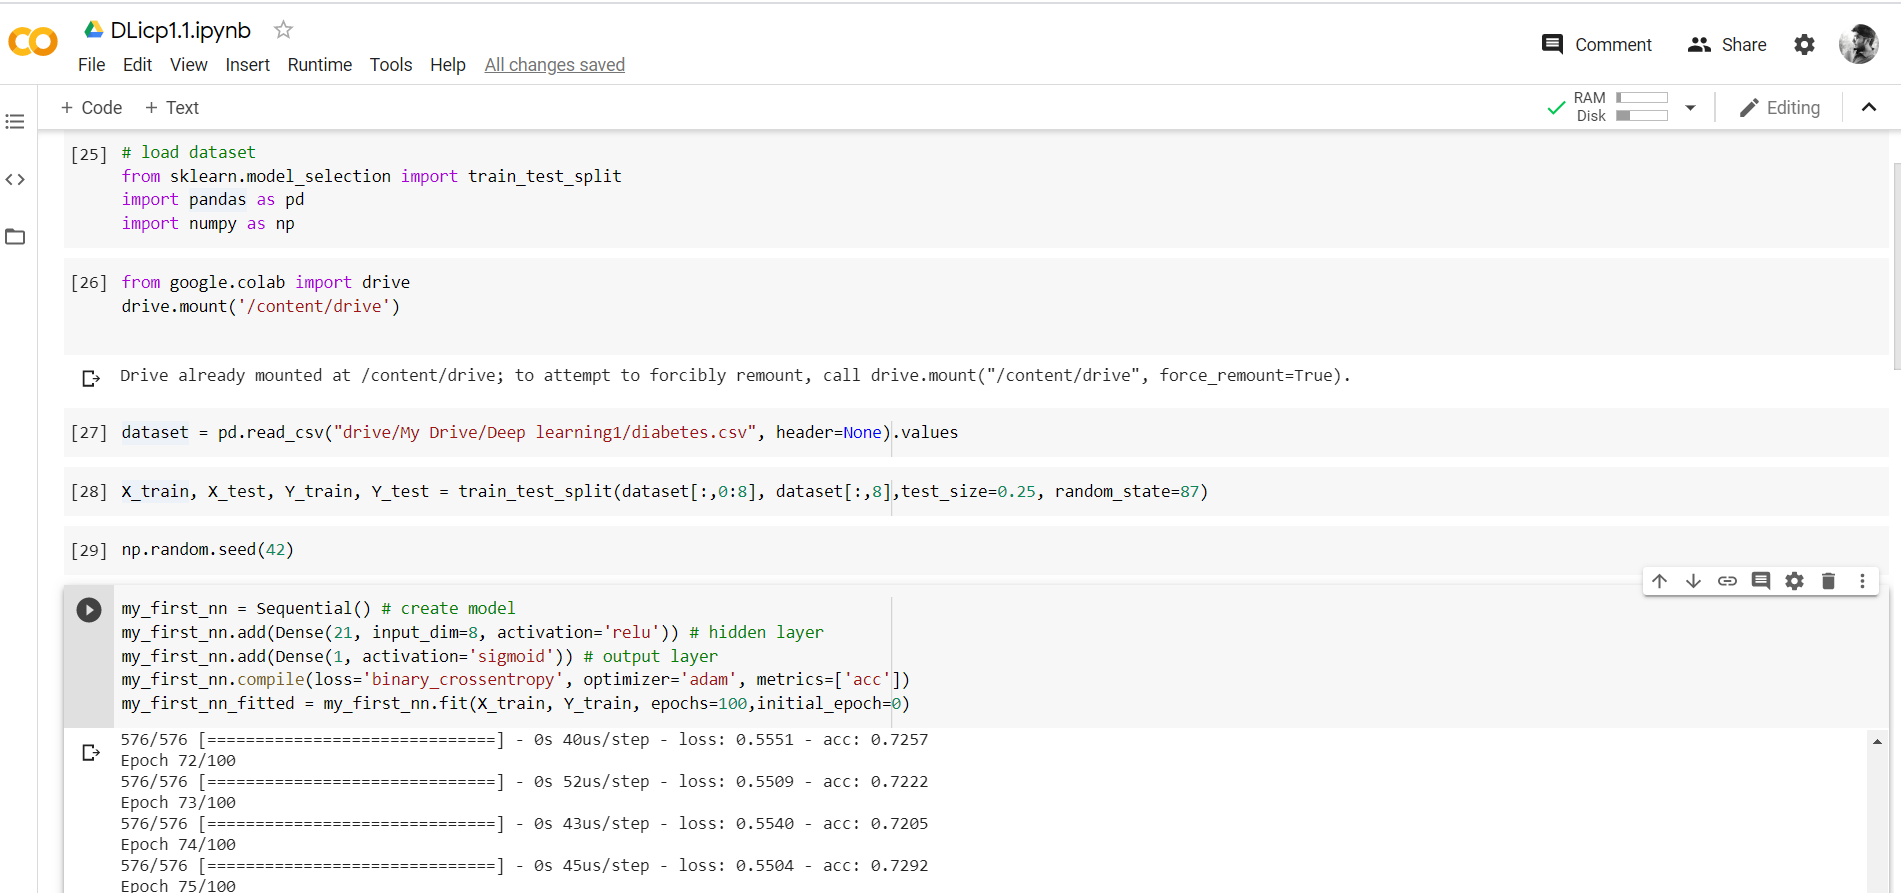 DLicp1.1.ipynb
File Edit View Insert Runtime Tools Help All changes saved
Comment Share
+ Code + Text
RAM
Disk
Editing
[25] # load dataset
from sklearn.model_selection import train_test_split
import pandas as pd
import numpy as np
[26] from google.colab import drive
drive.mount('/content/drive')
Drive already mounted at /content/drive; to attempt to forcibly remount, call drive.mount("/content/drive", force_remount=True).
[27] dataset = pd.read_csv("drive/My Drive/Deep learning1/diabetes.csv", header=None).values
[28] X_train, X_test, Y_train, Y_test = train_test_split(dataset[:,0:8], dataset[:,8],test_size=0.25, random_state=87)
[29] np.random.seed(42)
my_first_nn = Sequential() # create model
my_first_nn.add(Dense(21, input_dim=8, activation='relu')) # hidden layer
my_first_nn.add(Dense(1, activation='sigmoid')) # output layer
my_first_nn.compile(loss='binary_crossentropy', optimizer='adam', metrics=['acc'])
my_first_nn_fitted = my_first_nn.fit(X_train, Y_train, epochs=100,initial_epoch=0)
576/576 [==============================] - 0s 40us/step - loss: 0.5551 - acc: 0.7257
Epoch 72/100
576/576 [==============================] - 0s 52us/step - loss: 0.5509 - acc: 0.7222
Epoch 73/100
576/576 [==============================] - 0s 43us/step - loss: 0.5540 - acc: 0.7205
Epoch 74/100
576/576 [==============================] - 0s 45us/step - loss: 0.5504 - acc: 0.7292
Epoch 75/100